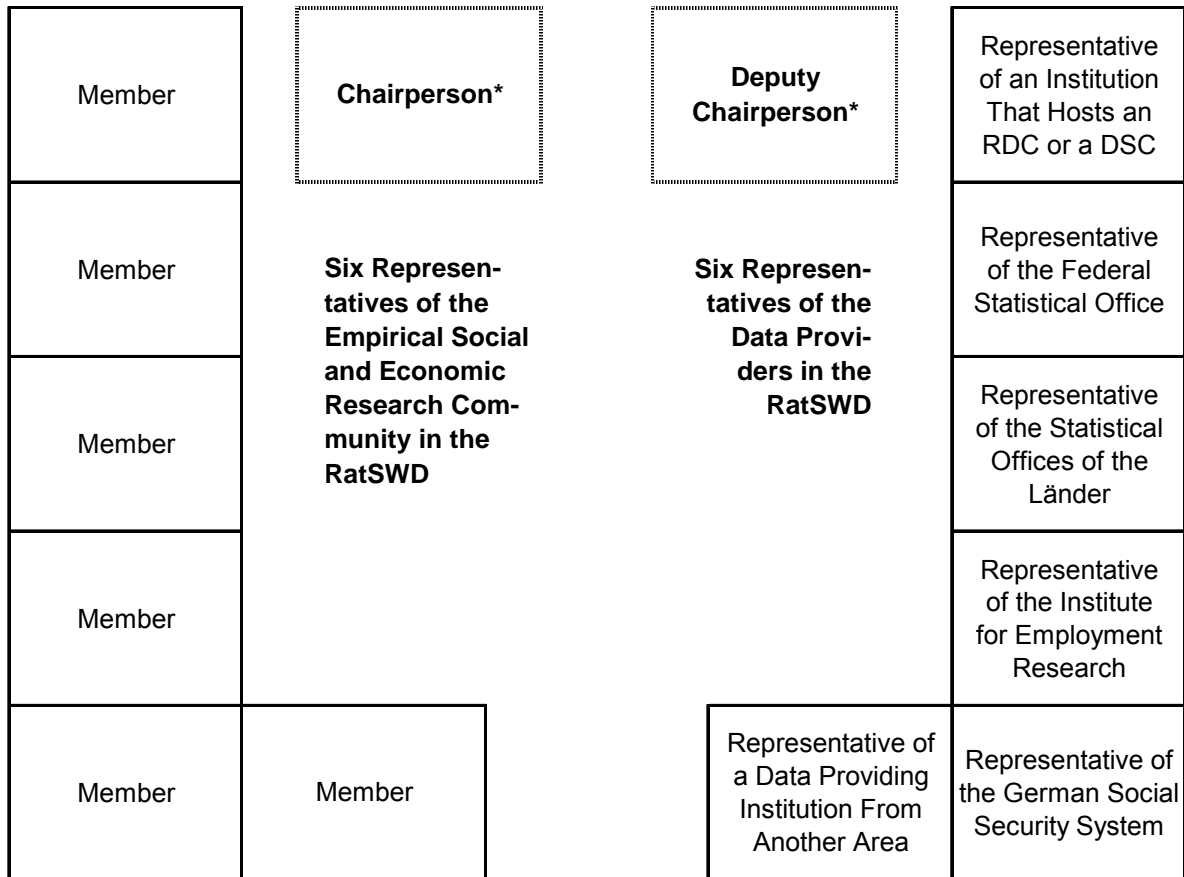 Member
Chairperson*
Deputy
Chairperson*
Representative
of an Institution
That Hosts an
RDC or a DSC
Member
Six Represen-
tatives of the
Empirical Social
and Economic
Research Com-
munity in the
RatSWD
Six Represen-
tatives of the
Data Provi-
ders in the
RatSWD
Representative
of the Federal
Statistical Office
Member
Representative
of the Statistical
Offices of the
Länder
Member
Representative
of the Institute
for Employment
Research
Member
Member
Representative of
a Data Providing
Institution From
Another Area
Representative of
the German Social
Security System